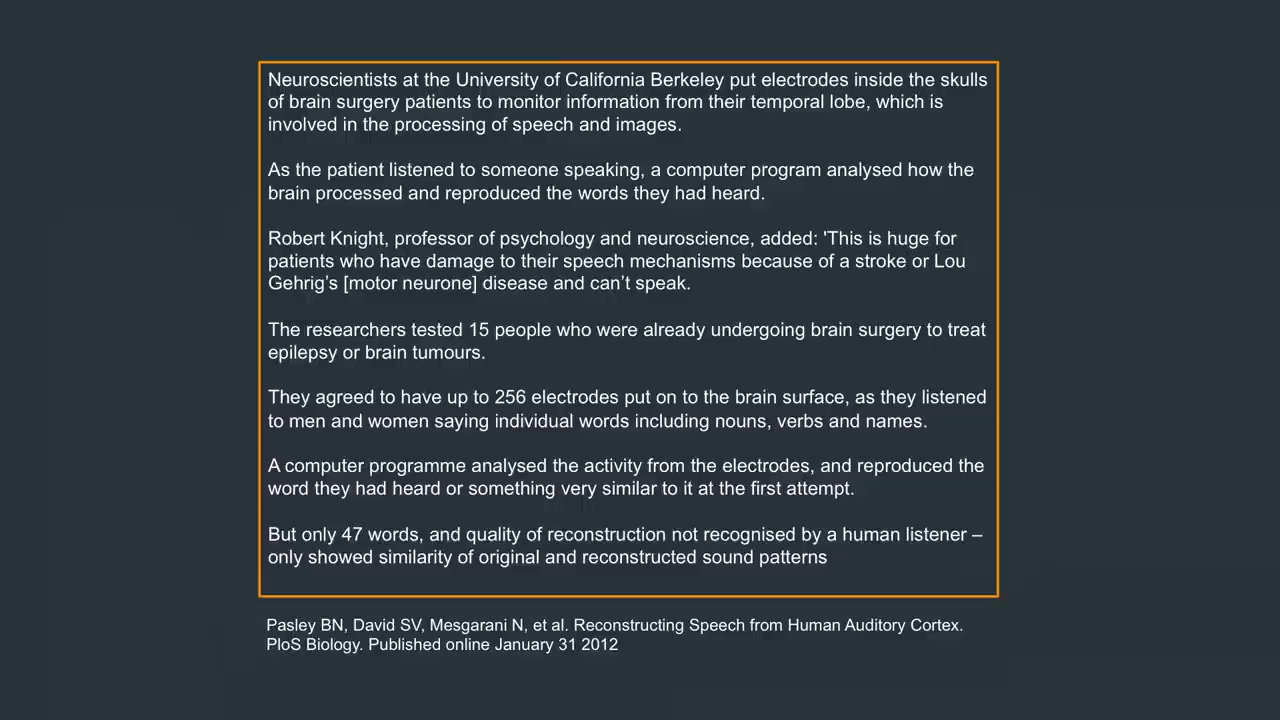 Neuroscientists at the University of California Berkeley put electrodes inside the skulls
of brain surgery patients to monitor information from their temporal lobe, which is
involved in the processing of speech and images.
As the patient listened to someone speaking, a computer program analysed how the
brain processed and reproduced the words they had heard.
Robert Knight, professor of psychology and neuroscience, added: 'This is huge for
patients who have damage to their speech mechanisms because of a stroke or Lou
Gehrig’s [motor neurone] disease and can’t speak.
The researchers tested 15 people who were already undergoing brain surgery to treat
epilepsy or brain tumours.
They agreed to have up to 256 electrodes put on to the brain surface, as they listened
to men and women saying individual words including nouns, verbs and names.
A computer programme analysed the activity from the electrodes, and reproduced the
word they had heard or something very similar to it at the first attempt.
But only 47 words, and quality of reconstruction not recognised by a human listener –
only showed similarity of original and reconstructed sound patterns
Pasley BN, David SV, Mesgarani N, et al. Reconstructing Speech from Human Auditory Cortex.
PloS Biology. Published online January 31 2012